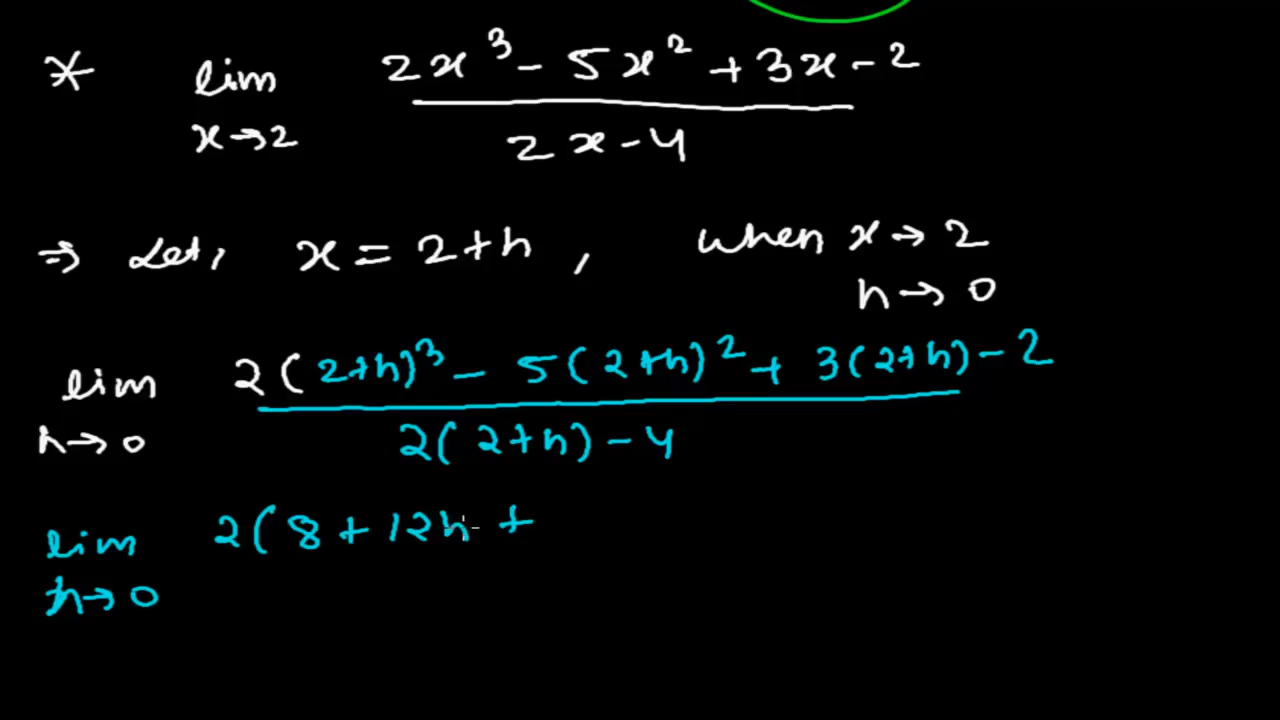 * lim 2x³ - 5x² + 3x - 2
x→2 2x - 4
⇒ Let, x = 2+h , when x → 2
h → 0
lim 2(2+h)³ - 5(2+h)² + 3(2+h) - 2
h→0 2(2+h) - 4
lim 2(8 + 12h +
h→0